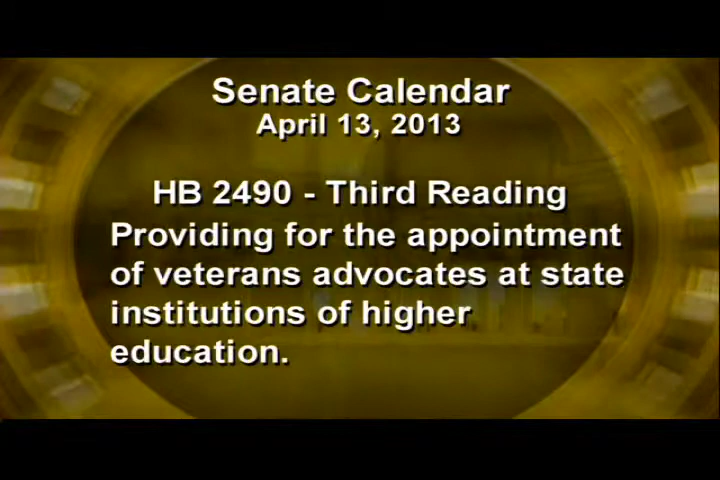 Senate Calendar
April 13, 2013
HB 2490 - Third Reading
Providing for the appointment
of veterans advocates at state
institutions of higher
education.